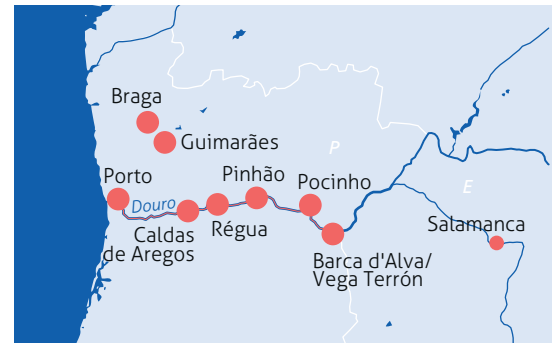 Braga
Guimarães
P
Porto
Pinhão
Pocinho
E
Douro
Salamanca
Caldas
de Aregos
Régua
Barca d'Alva/
Vega Terrón